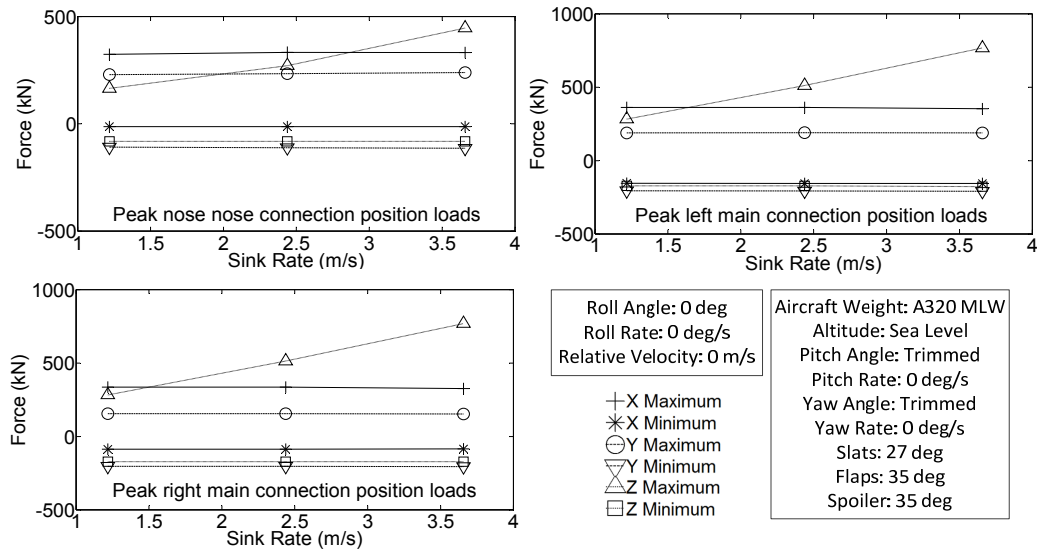 500
0
-500
Force (kN)
Peak nose nose connection position loads
1 1.5 2 2.5 3 3.5 4
Sink Rate (m/s)
1000
500
0
-500
Force (kN)
Peak left main connection position loads
1 1.5 2 2.5 3 3.5 4
Sink Rate (m/s)
1000
500
0
-500
Force (kN)
Peak right main connection position loads
1 1.5 2 2.5 3 3.5 4
Sink Rate (m/s)
Roll Angle: 0 deg
Roll Rate: 0 deg/s
Relative Velocity: 0 m/s
X Maximum
X Minimum
Y Maximum
Y Minimum
Z Maximum
Z Minimum
Aircraft Weight: A320 MLW
Altitude: Sea Level
Pitch Angle: Trimmed
Pitch Rate: 0 deg/s
Yaw Angle: Trimmed
Yaw Rate: 0 deg/s
Slats: 27 deg
Flaps: 35 deg
Spoiler: 35 deg